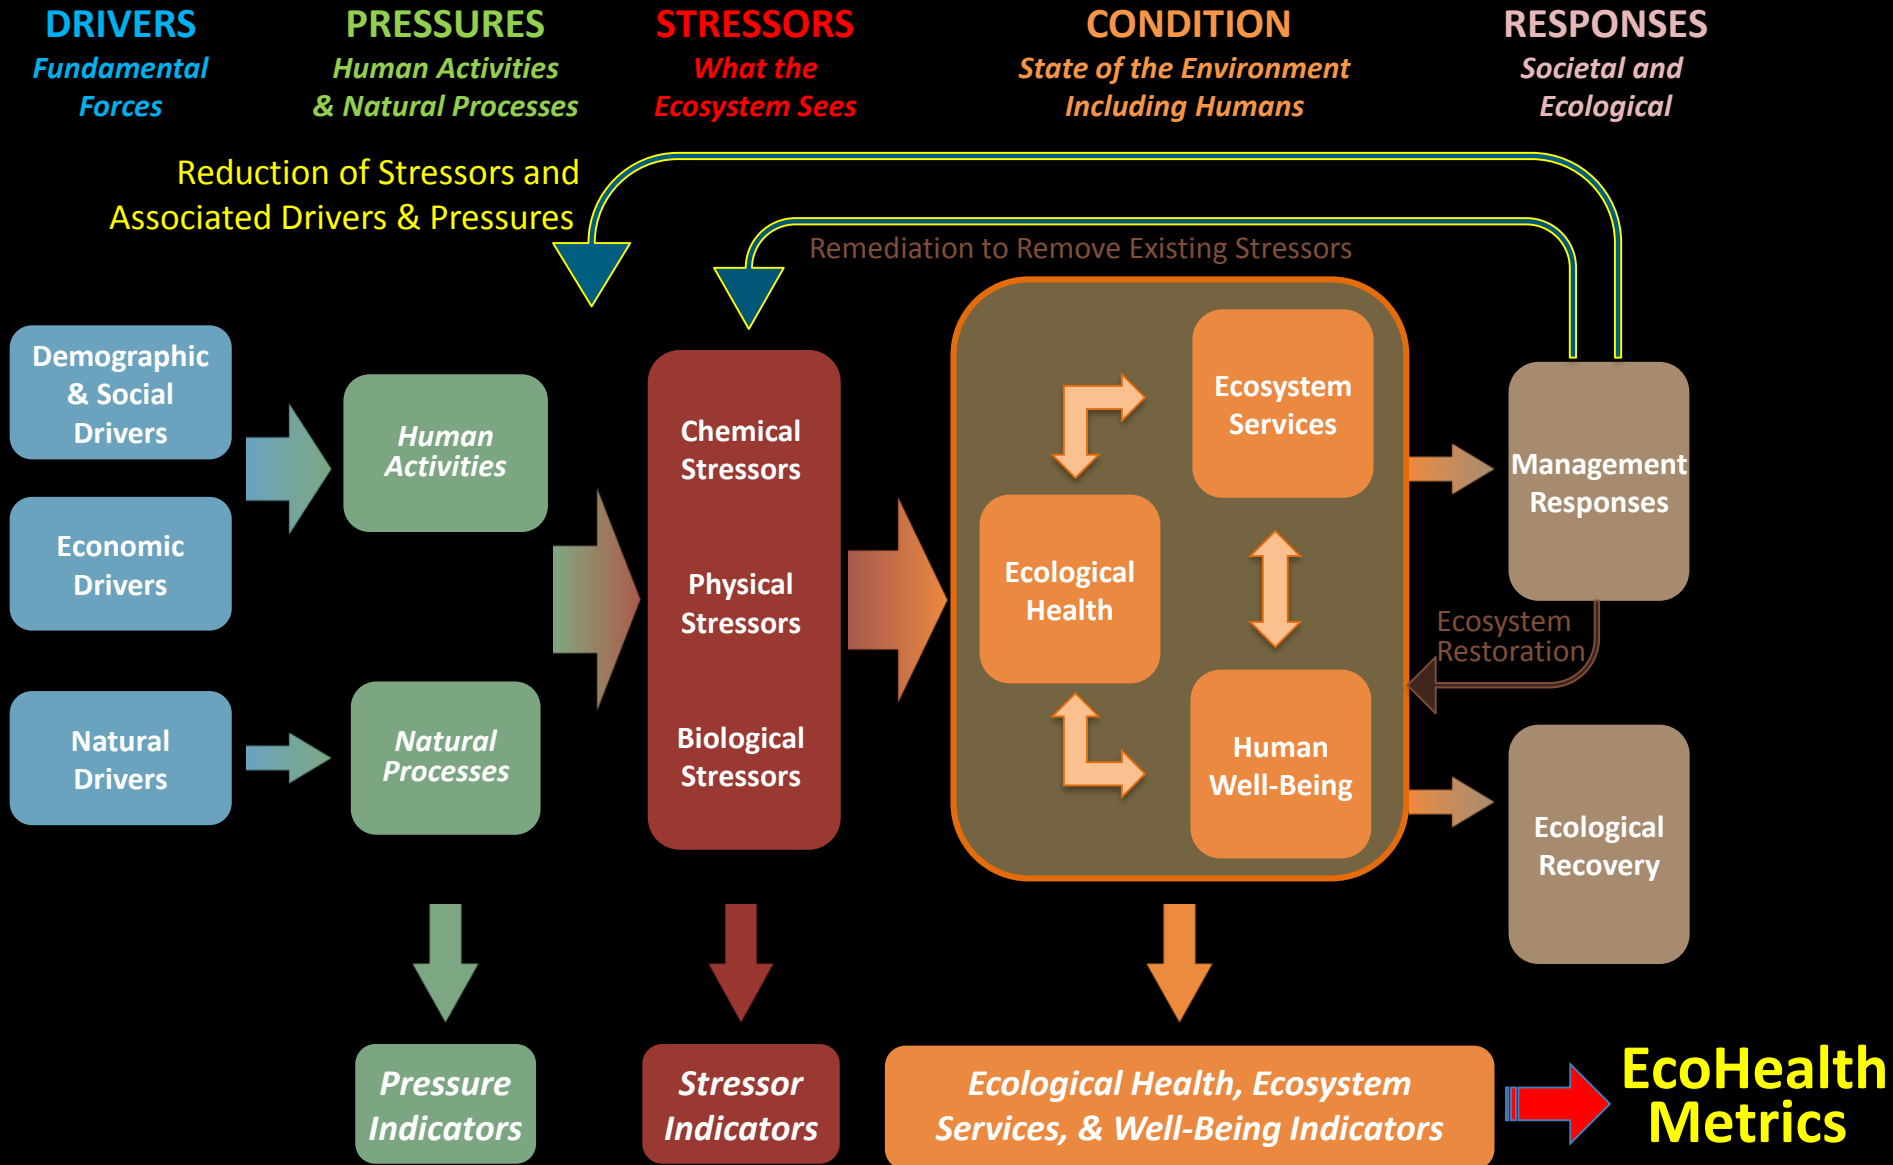 DRIVERS
Fundamental
Forces
PRESSURES
Human Activities
& Natural Processes
STRESSORS
What the
Ecosystem Sees
CONDITION
State of the Environment
Including Humans
RESPONSES
Societal and
Ecological
Reduction of Stressors and
Associated Drivers & Pressures
Remediation to Remove Existing Stressors
Demographic
& Social
Drivers
Economic
Drivers
Natural
Drivers
Human
Activities
Natural
Processes
Chemical
Stressors
Physical
Stressors
Biological
Stressors
Ecosystem
Services
Ecological
Health
Human
Well-Being
Management
Responses
Ecosystem
Restoration
Ecological
Recovery
Pressure
Indicators
Stressor
Indicators
Ecological Health, Ecosystem
Services, & Well-Being Indicators
EcoHealth
Metrics